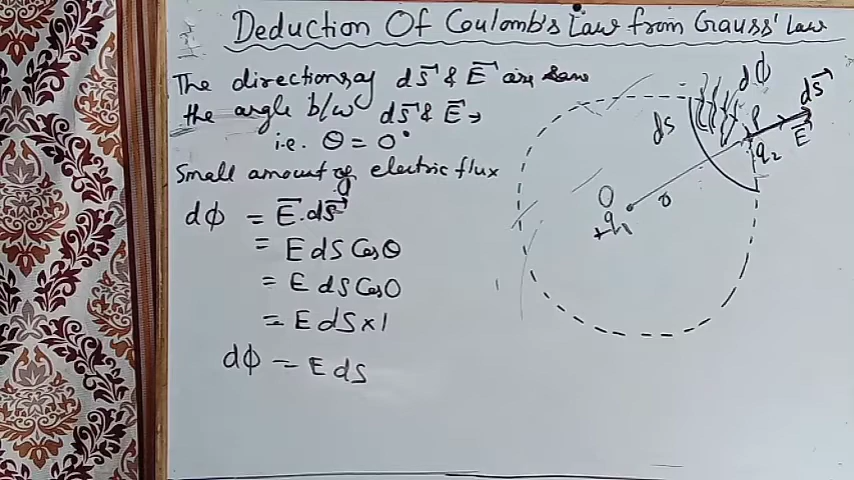 Deduction Of Coulomb's Law from Gauss' Law
The directions of dS & E are same
the angle b/w dS & E →
i.e. θ = 0°
Small amount of electric flux
dϕ = E.dS
= E dS Cosθ
= E dS Cos0
= E dS x 1
dϕ = E dS
dϕ
dS
dS
P
E
q2
O
+q1
r